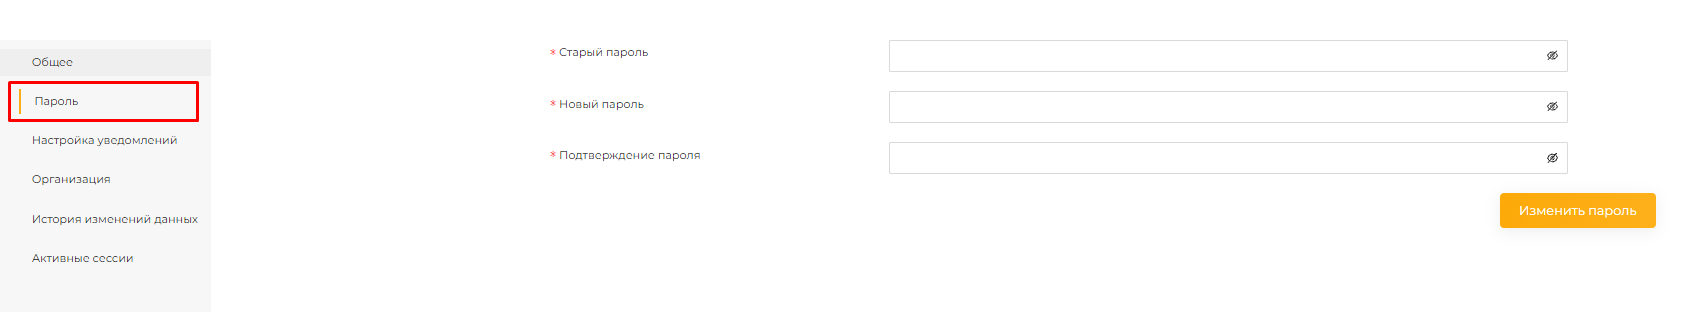 Общее
Пароль
Настройка уведомлений
Организация
История изменений данных
Активные сессии
* Старый пароль
* Новый пароль
* Подтверждение пароля
Изменить пароль